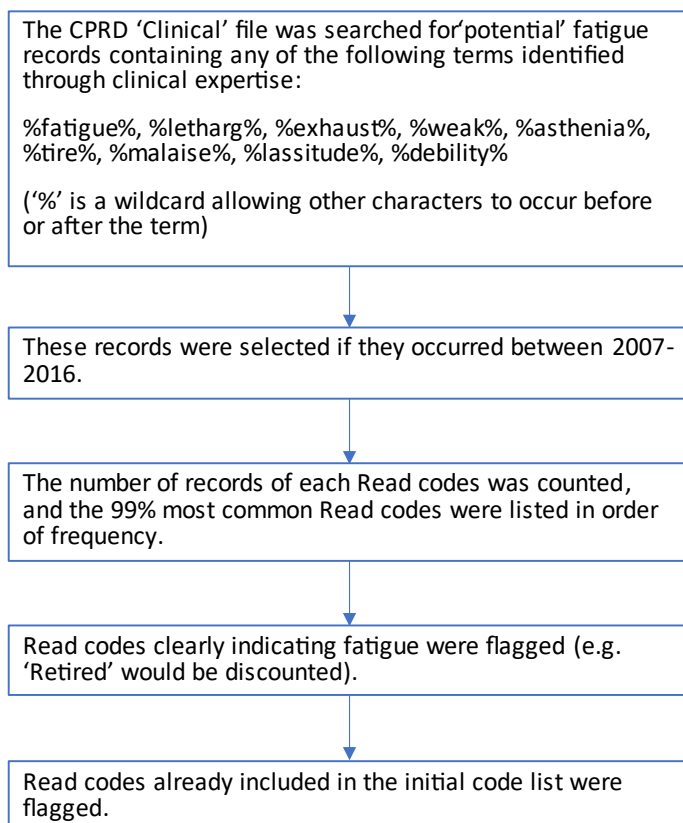 The CPRD ‘Clinical’ file was searched for‘potential’ fatigue
records containing any of the following terms identified
through clinical expertise:
%fatigue%, %letharg%, %exhaust%, %weak%, %asthenia%,
%tire%, %malaise%, %lassitude%, %debility%
(‘%’ is a wildcard allowing other characters to occur before
or after the term)
These records were selected if they occurred between 2007-
2016.
The number of records of each Read codes was counted,
and the 99% most common Read codes were listed in order
of frequency.
Read codes clearly indicating fatigue were flagged (e.g.
‘Retired’ would be discounted).
Read codes already included in the initial code list were
flagged.